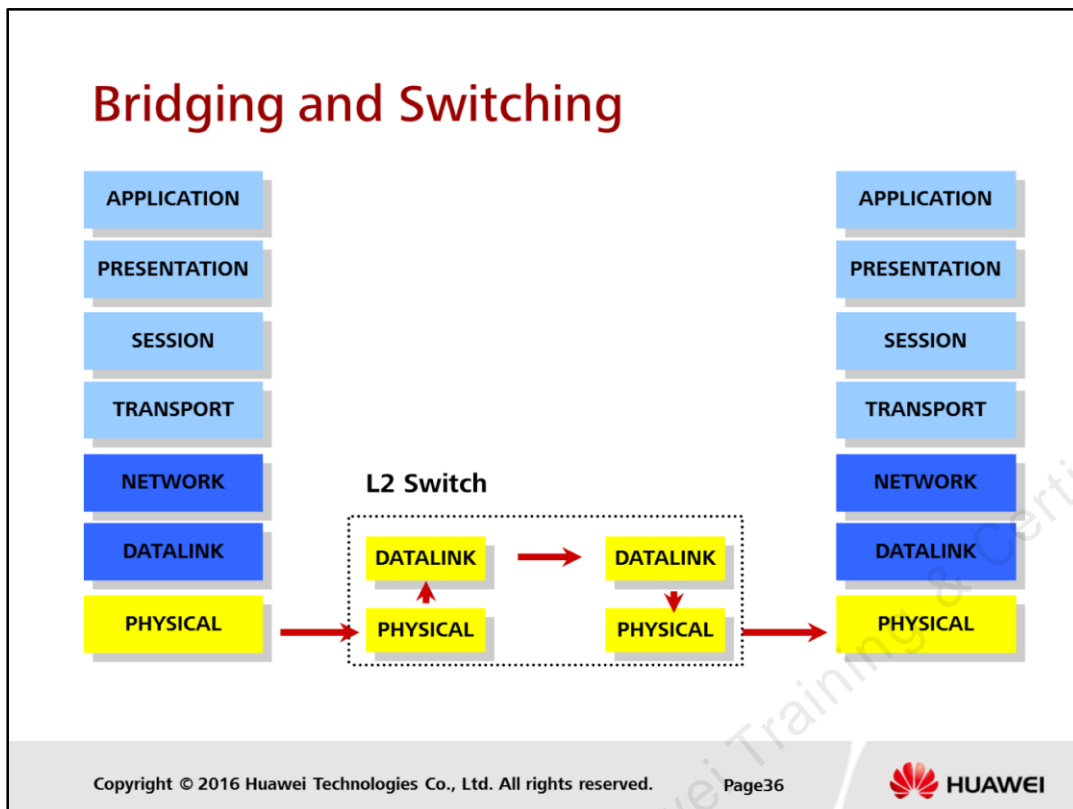 Bridging and Switching
APPLICATION
PRESENTATION
SESSION
TRANSPORT
NETWORK
DATALINK
PHYSICAL
L2 Switch
DATALINK
PHYSICAL
DATALINK
PHYSICAL
APPLICATION
PRESENTATION
SESSION
TRANSPORT
NETWORK
DATALINK
PHYSICAL
Training &
Copyright © 2016 Huawei Technologies Co., Ltd. All rights reserved.
Page36
HUAWEI